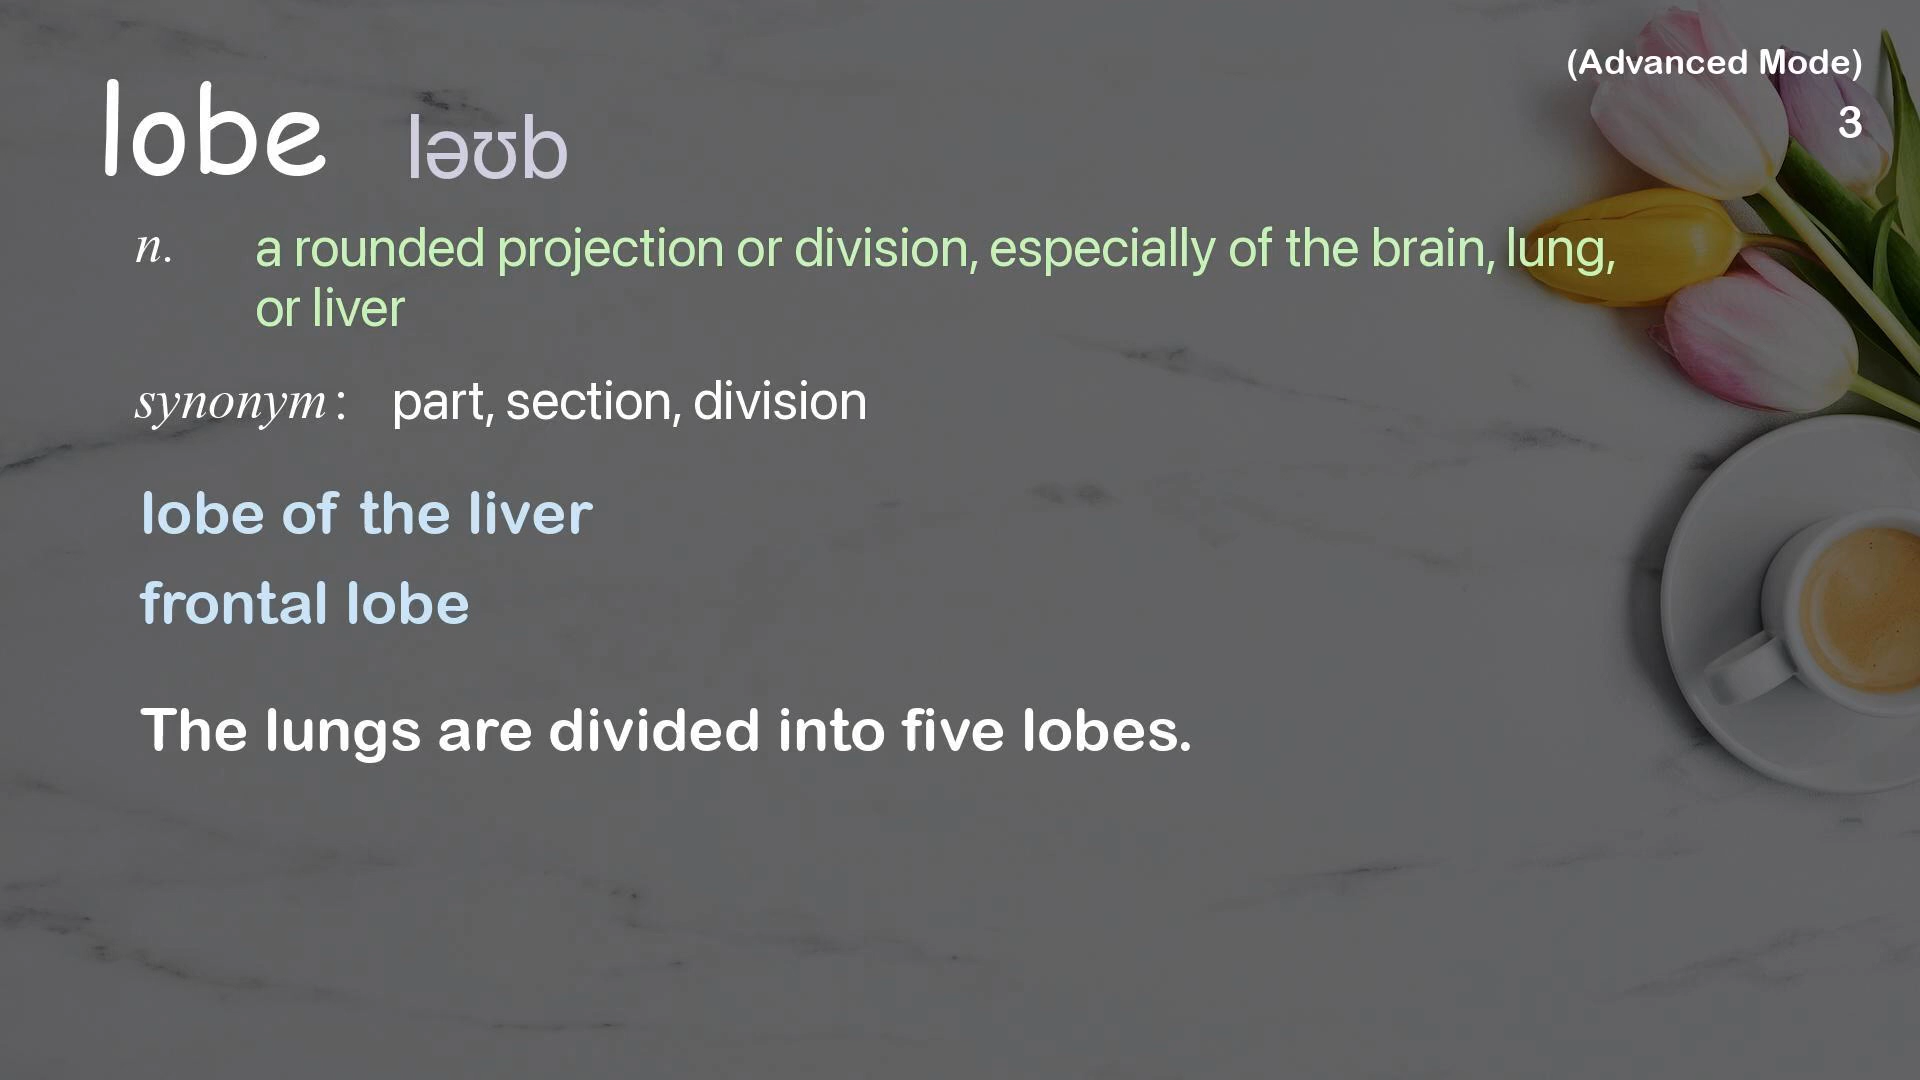 (Advanced Mode)
3
lobe ləʊb
n. a rounded projection or division, especially of the brain, lung,
or liver
synonym: part, section, division
lobe of the liver
frontal lobe
The lungs are divided into five lobes.